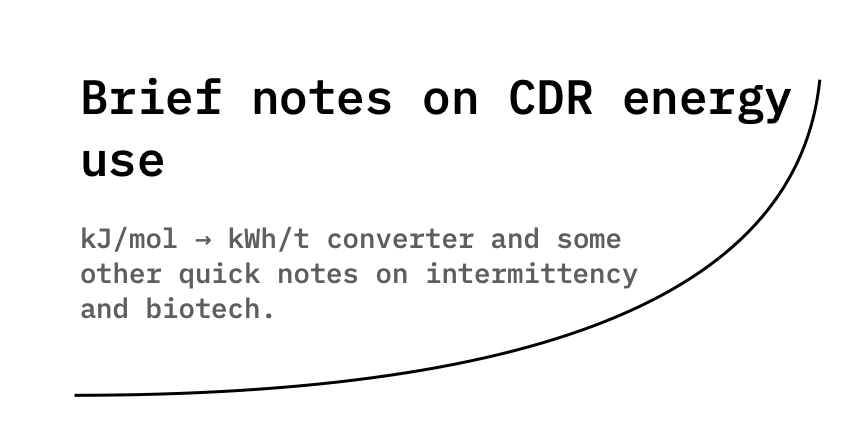 Brief notes on CDR energy
use
kJ/mol → kWh/t converter and some
other quick notes on intermittency
and biotech.